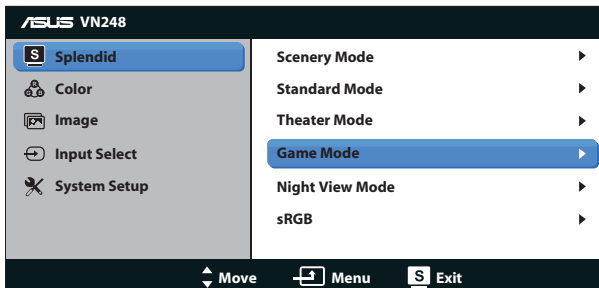 ASUS VN248
S Splendid
Color
Image
Input Select
System Setup
Scenery Mode
Standard Mode
Theater Mode
Game Mode
Night View Mode
sRGB
Move Menu S Exit